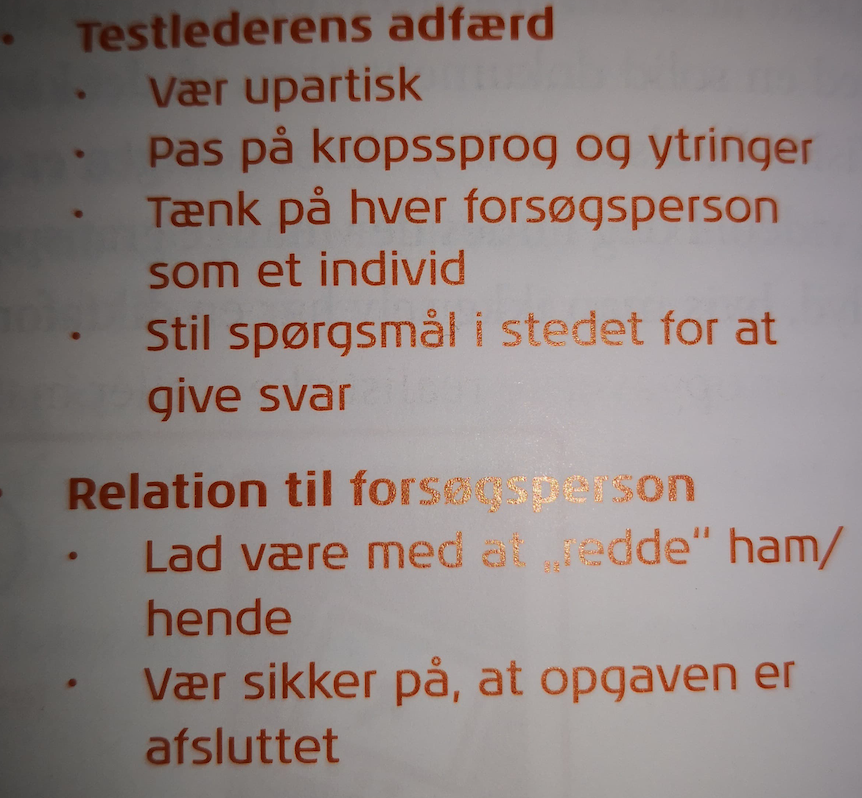 • Testlederens adfærd
• Vær upartisk
• Pas på kropssprog og ytringer
• Tænk på hver forsøgsperson
som et individ
• Stil spørgsmål i stedet for at
give svar
• Relation til forsøgsperson
• Lad være med at „redde“ ham/
hende
• Vær sikker på, at opgaven er
afsluttet